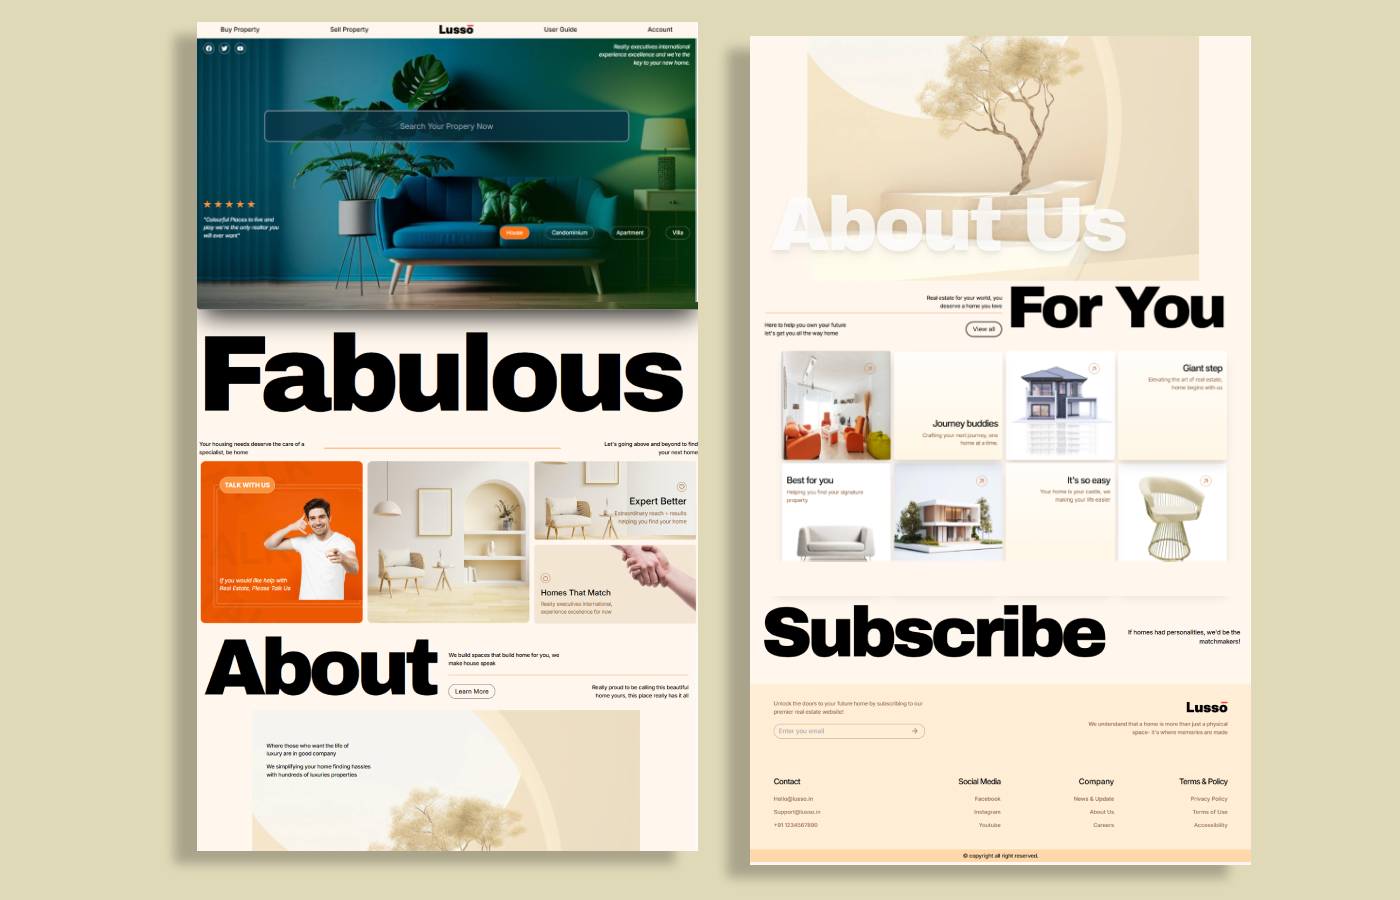 Buy Property
Sell Property
Lusso
User Guide
Account
Realty executives international
experience excellence and we're the
key to your new home.
Search Your Propery Now
"Colourful Places to live and
play we're the only realtor you
will ever want"
House
Condominium
Apartment
Villa
Fabulous
Your housing needs deserve the care of a
specialist, be home
Let's going above and beyond to find
your next home
TALK WITH US
If you would like help with
Real Estate, Please Talk Us
Expert Better
Extraordinary reach + results
helping you find your home
Homes That Match
Realty executives international,
experience excellence for now
About
We build spaces that build home for you, we
make house speak
Learn More
Really proud to be calling this beautiful
home yours, this place really has it all
Where those who want the life of
luxury are in good company
We simplifying your home finding hassles
with hundreds of luxuries properties
About Us
Real estate for your world, you
deserve a home you love
For You
Here to help you own your future
let's get you all the way home
View all
Journey buddies
Crafting your next journey, one
home at a time.
Giant step
Elevating the art of real estate,
home begins with us
Best for you
Helping you find your signature
property
It's so easy
Your home is your castle, we
making your life easier
Subscribe
If homes had personalities, we'd be the
matchmakers!
Unlock the doors to your future home by subscribing to our
premier real estate website!
Enter you email
Lusso
We understand that a home is more than just a physical
space- it's where memories are made
Contact
Hello@lusso.in
Support@lusso.in
+91 1234567890
Social Media
Facebook
Instagram
Youtube
Company
News & Update
About Us
Careers
Terms & Policy
Privacy Policy
Terms of Use
Accessibility
© copyright all right reserved.